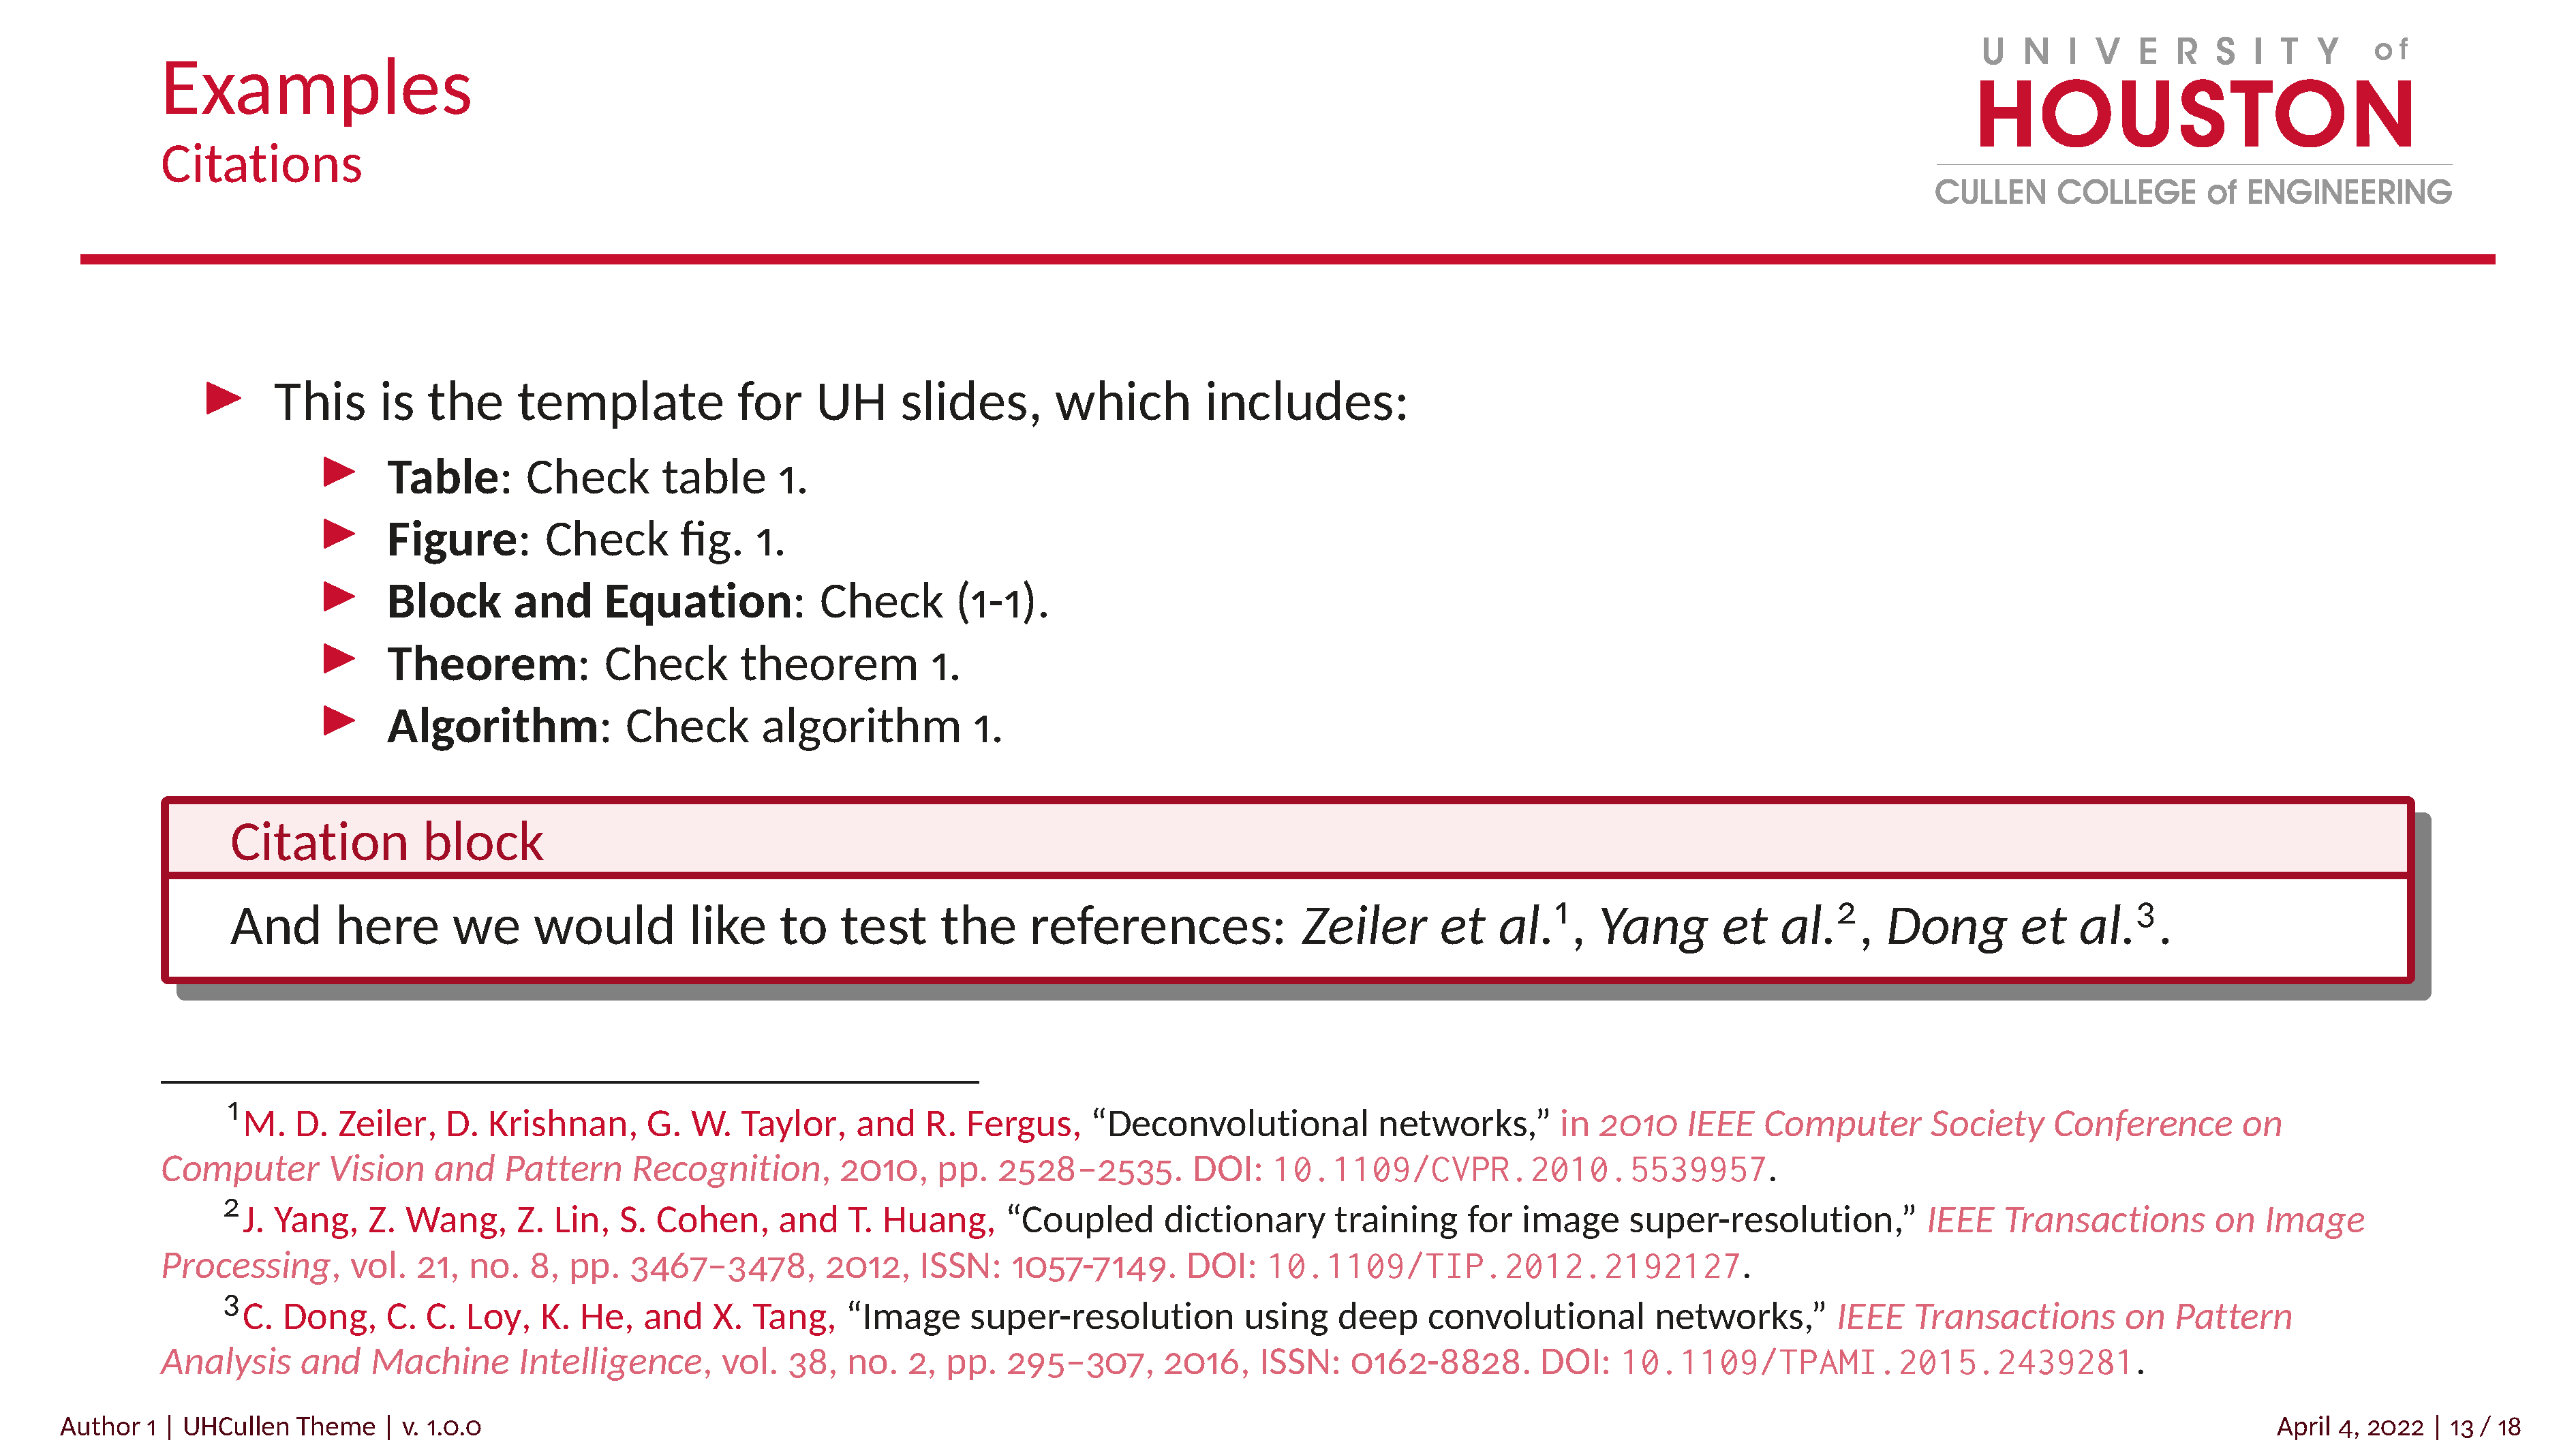 Examples
Citations
UNIVERSITY of
HOUSTON
CULLEN COLLEGE of ENGINEERING
▶ This is the template for UH slides, which includes:
▶ Table: Check table 1.
▶ Figure: Check fig. 1.
▶ Block and Equation: Check (1-1).
▶ Theorem: Check theorem 1.
▶ Algorithm: Check algorithm 1.
Citation block
And here we would like to test the references: Zeiler et al.¹, Yang et al.², Dong et al.³.
¹M. D. Zeiler, D. Krishnan, G. W. Taylor, and R. Fergus, “Deconvolutional networks,” in 2010 IEEE Computer Society Conference on
Computer Vision and Pattern Recognition, 2010, pp. 2528–2535. DOI: 10.1109/CVPR.2010.5539957.
²J. Yang, Z. Wang, Z. Lin, S. Cohen, and T. Huang, “Coupled dictionary training for image super-resolution,” IEEE Transactions on Image
Processing, vol. 21, no. 8, pp. 3467–3478, 2012, ISSN: 1057-7149. DOI: 10.1109/TIP.2012.2192127.
³C. Dong, C. C. Loy, K. He, and X. Tang, “Image super-resolution using deep convolutional networks,” IEEE Transactions on Pattern
Analysis and Machine Intelligence, vol. 38, no. 2, pp. 295–307, 2016, ISSN: 0162-8828. DOI: 10.1109/TPAMI.2015.2439281.
Author 1 | UHCullen Theme | v. 1.0.0
April 4, 2022 | 13 / 18